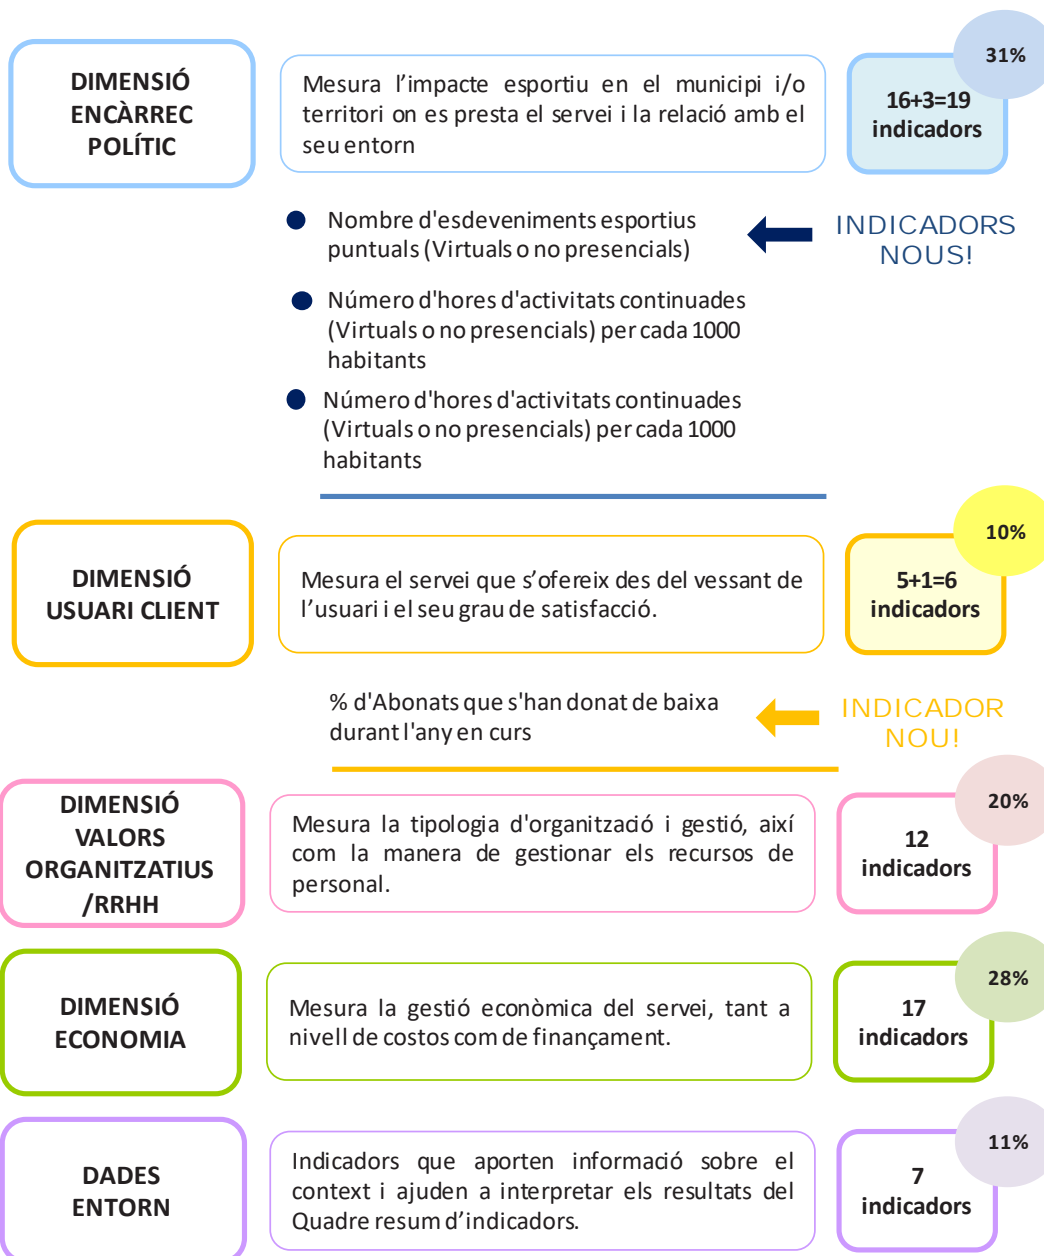 DIMENSIÓ
ENCÀRREC
POLÍTIC
Mesura l’impacte esportiu en el municipi i/o
territori on es presta el servei i la relació amb el
seu entorn
31%
16+3=19
indicadors
Nombre d'esdeveniments esportius
puntuals (Virtuals o no presencials)
INDICADORS
NOUS!
Número d'hores d'activitats continuades
(Virtuals o no presencials) per cada 1000
habitants
Número d'hores d'activitats continuades
(Virtuals o no presencials) per cada 1000
habitants
DIMENSIÓ
USUARI CLIENT
Mesura el servei que s’ofereix des del vessant de
l’usuari i el seu grau de satisfacció.
10%
5+1=6
indicadors
% d'Abonats que s'han donat de baixa
durant l'any en curs
INDICADOR
NOU!
DIMENSIÓ
VALORS
ORGANITZATIUS
/RRHH
Mesura la tipologia d'organització i gestió, així
com la manera de gestionar els recursos de
personal.
20%
12
indicadors
DIMENSIÓ
ECONOMIA
Mesura la gestió econòmica del servei, tant a
nivell de costos com de finançament.
28%
17
indicadors
DADES
ENTORN
Indicadors que aporten informació sobre el
context i ajuden a interpretar els resultats del
Quadre resum d’indicadors.
11%
7
indicadors